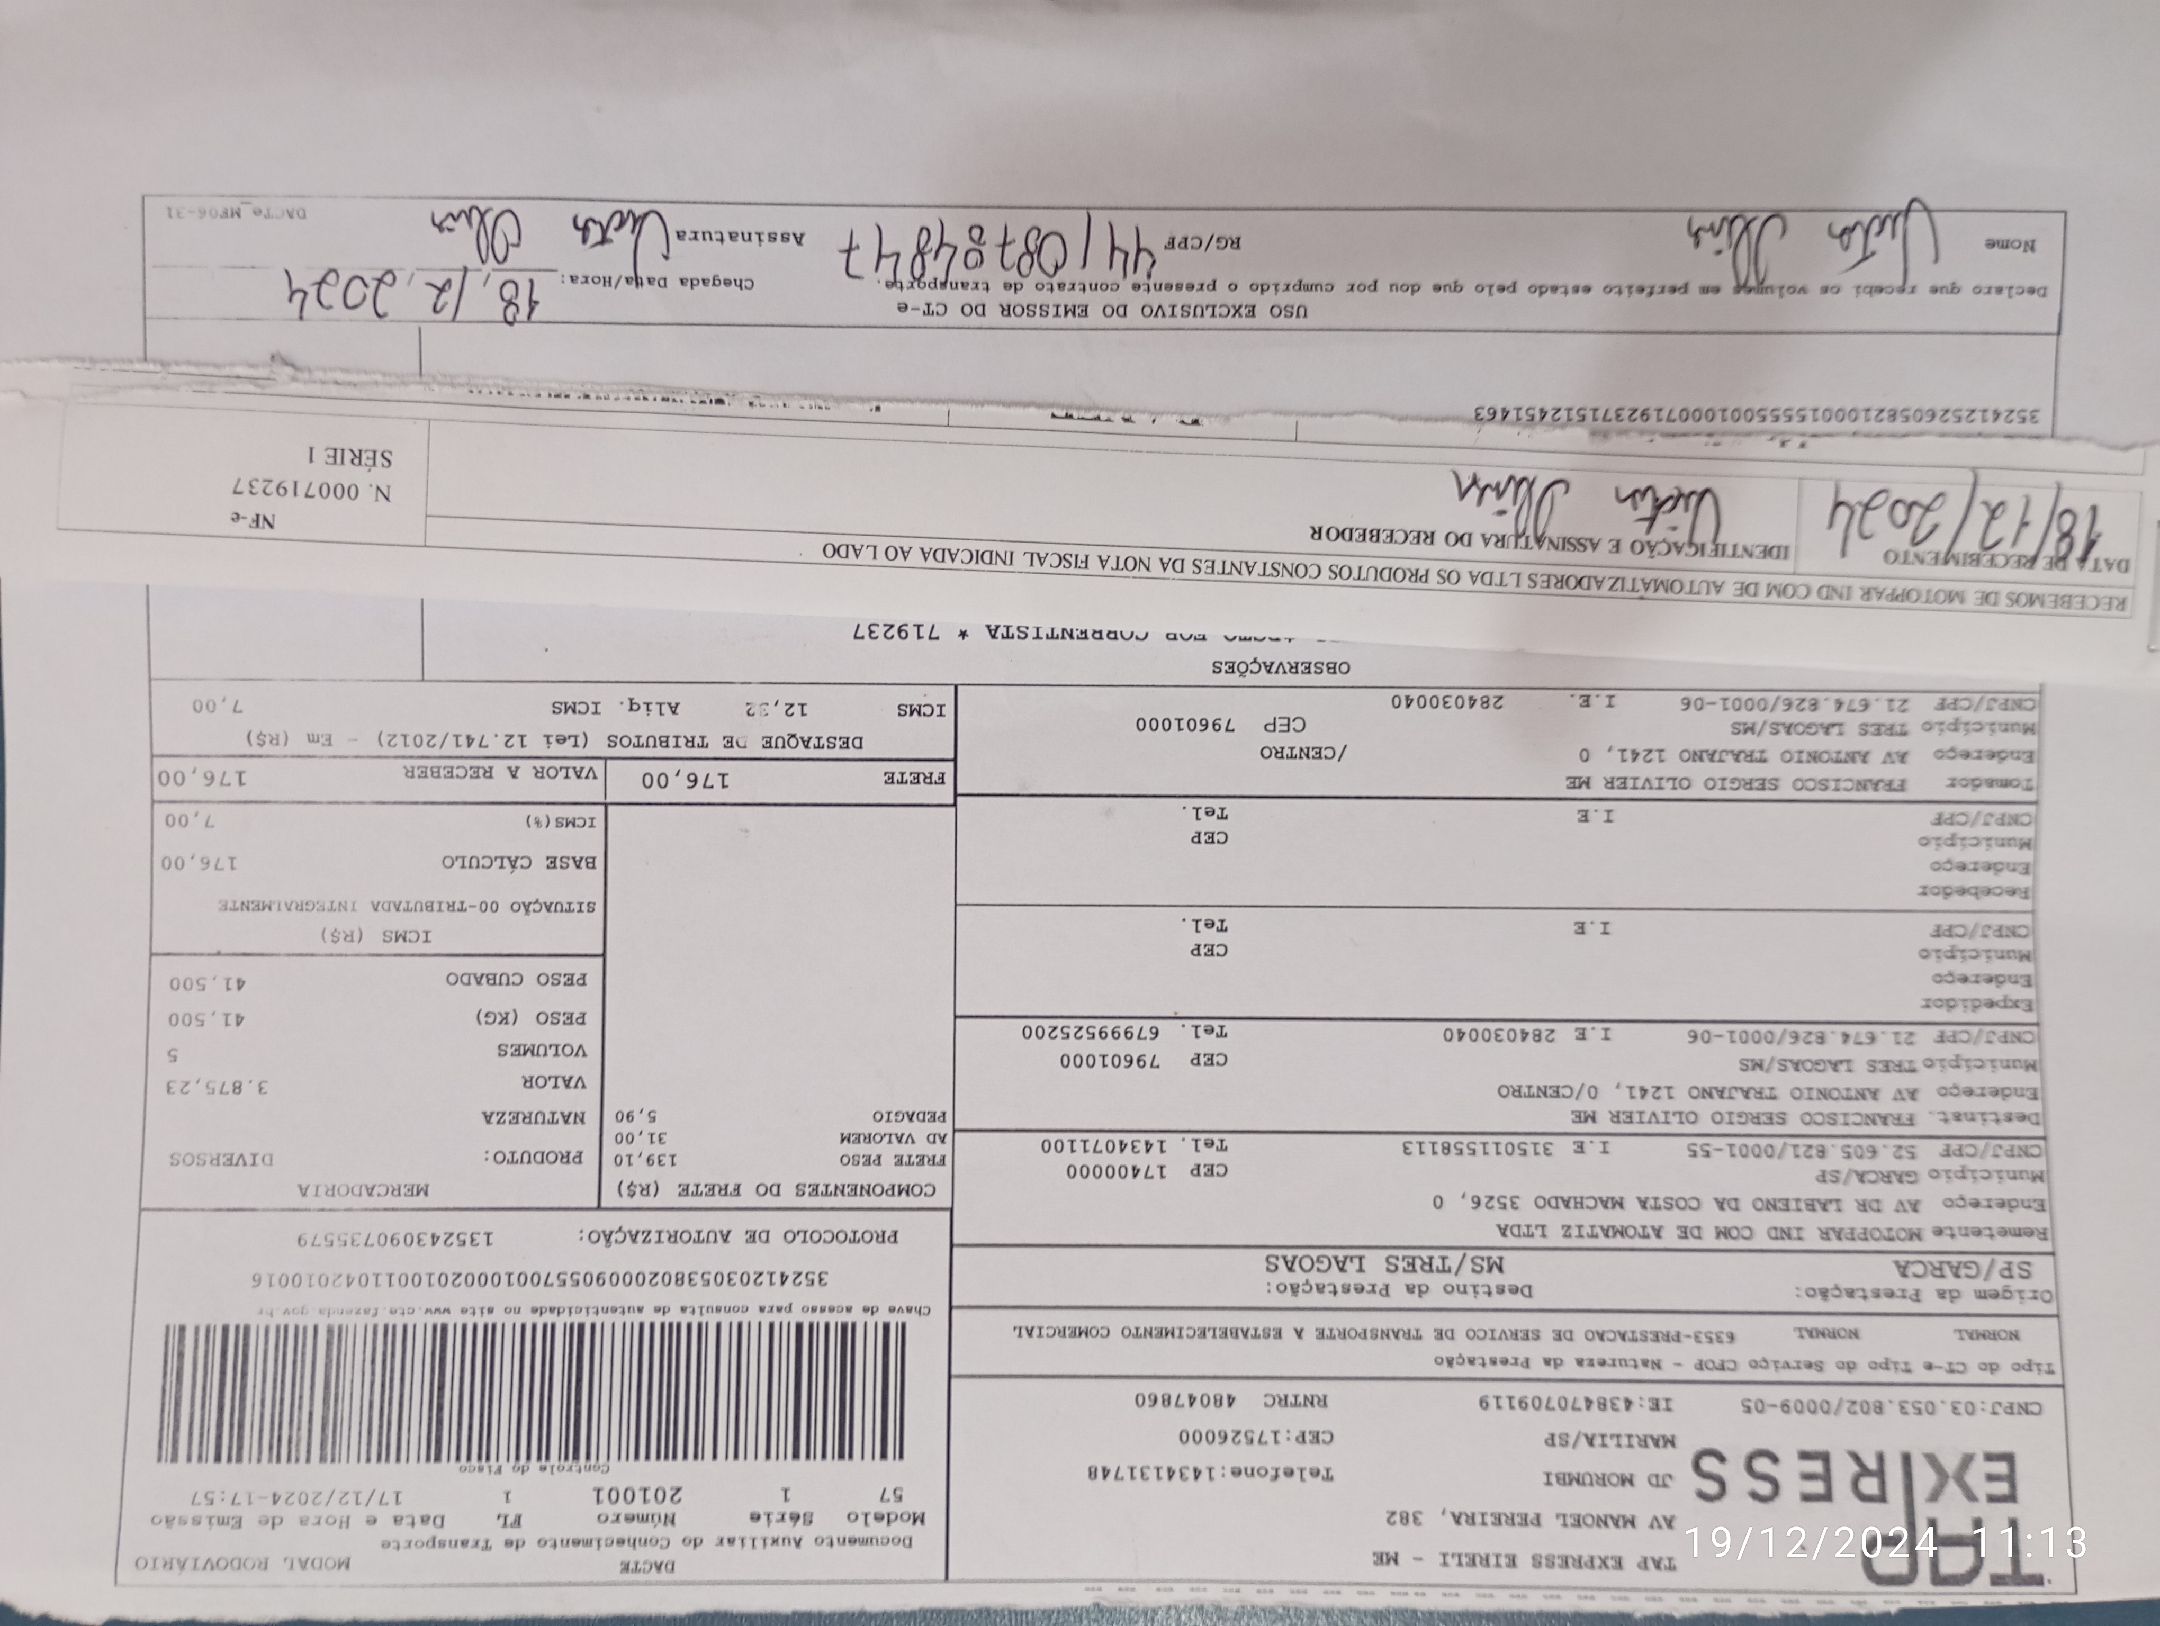 TAP EXPRESS
TAP EXPRESS EIRELI - ME
AV MANOEL PEREIRA, 382
JD MORUMBI Telefone:1434131748
MARILIA/SP CEP:17526000
CNPJ:03.053.802/0009-05 IE:438470709119 RNTRC 48047860
DACTE MODAL RODOVIÁRIO
Documento Auxiliar do Conhecimento de Transporte
Modelo Série Número FL Data e Hora de Emissão
57 1 201001 1 17/12/2024-17:57
Controle do Fisco
Chave de acesso para consulta de autenticidade no site www.cte.fazenda.gov.br
35241203053802000905570010002010011042010016
PROTOCOLO DE AUTORIZAÇÃO: 135243090735579
Tipo do CT-e Tipo do Serviço CFOP - Natureza da Prestação
NORMAL NORMAL 6353-PRESTACAO DE SERVICO DE TRANSPORTE A ESTABELECIMENTO COMERCIAL
Origem da Prestação: Destino da Prestação:
SP/GARCA MS/TRES LAGOAS
Remetente MOTOPPAR IND COM DE ATOMATIZ LTDA
Endereço AV DR LABIENO DA COSTA MACHADO 3526, 0
Município GARCA/SP CEP 17400000
CNPJ/CPF 52.605.821/0001-55 I.E 315011558113 Tel. 1434071100
Destinat. FRANCISCO SERGIO OLIVIER ME
Endereço AV ANTONIO TRAJANO 1241, 0/CENTRO
Município TRES LAGOAS/MS CEP 79601000
CNPJ/CPF 21.674.826/0001-06 I.E 284030040 Tel. 67999525200
Expedidor
Endereço
Município CEP
CNPJ/CPF I.E Tel.
Recebedor
Endereço
Município CEP
CNPJ/CPF I.E Tel.
Tomador FRANCISCO SERGIO OLIVIER ME
Endereço AV ANTONIO TRAJANO 1241, 0 /CENTRO
Município TRES LAGOAS/MS CEP 79601000
CNPJ/CPF 21.674.826/0001-06 I.E. 284030040
COMPONENTES DO FRETE (R$)
FRETE PESO 139,10
AD VALOREM 31,00
PEDAGIO 5,90
MERCADORIA
PRODUTO: DIVERSOS
NATUREZA
VALOR 3.875,23
VOLUMES 5
PESO (KG) 41,500
PESO CUBADO 41,500
ICMS (R$)
SITUAÇÃO 00-TRIBUTADA INTEGRALMENTE
BASE CÁLCULO 176,00
ICMS(%) 7,00
FRETE 176,00 VALOR A RECEBER 176,00
DESTAQUE DE TRIBUTOS (Lei 12.741/2012) - Em (R$)
ICMS 12,32 Aliq. ICMS 7,00
OBSERVAÇÕES
POR CORRENTISTA * 719237
RECEBEMOS DE MOTOPPAR IND COM DE AUTOMATIZADORES LTDA OS PRODUTOS CONSTANTES DA NOTA FISCAL INDICADA AO LADO
DATA DE RECEBIMENTO IDENTIFICAÇÃO E ASSINATURA DO RECEBEDOR
18/12/2024 Victor
NF-e
N. 000719237
SÉRIE 1
35241252605821000155550010007192371512451463
USO EXCLUSIVO DO EMISSOR DO CT-e
Declaro que recebi os volumes em perfeito estado pelo que dou por cumprido o presente contrato de transporte.
Chegada Data/Hora: 18,12,2024
Nome Victor
RG/CPF 44108784847
Assinatura Victor
DACTe_MF06-31
19/12/2024 11:13